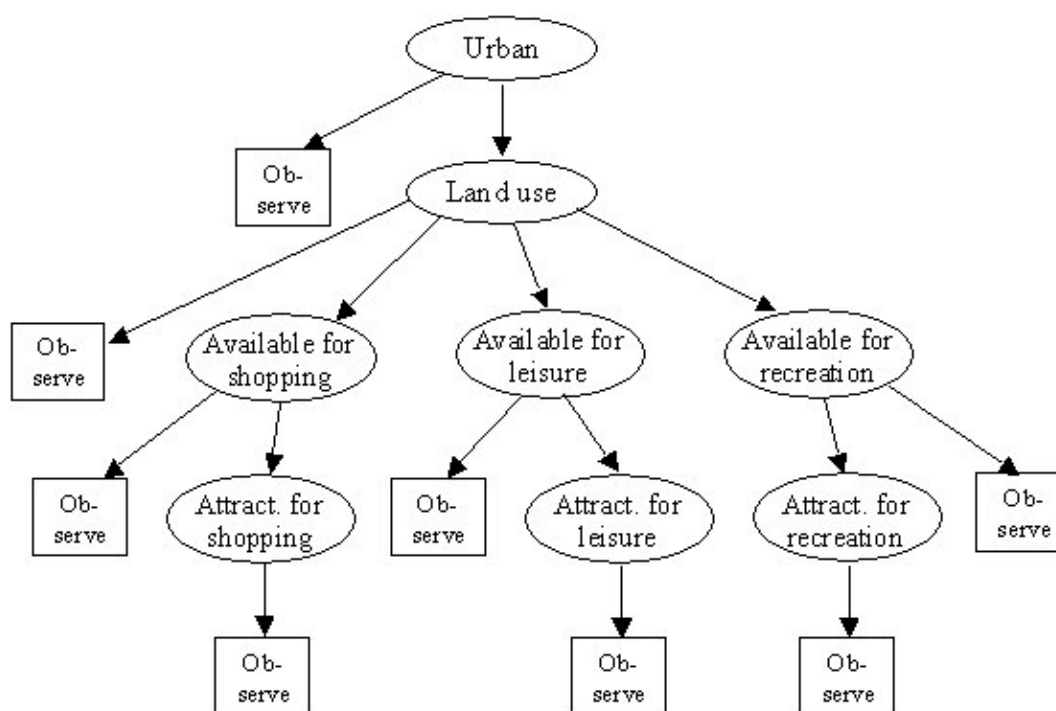 Urban
Ob-
serve
Land use
Ob-
serve
Available for
shopping
Available for
leisure
Available for
recreation
Ob-
serve
Attract. for
shopping
Ob-
serve
Attract. for
leisure
Attract. for
recreation
Ob-
serve
Ob-
serve
Ob-
serve
Ob-
serve